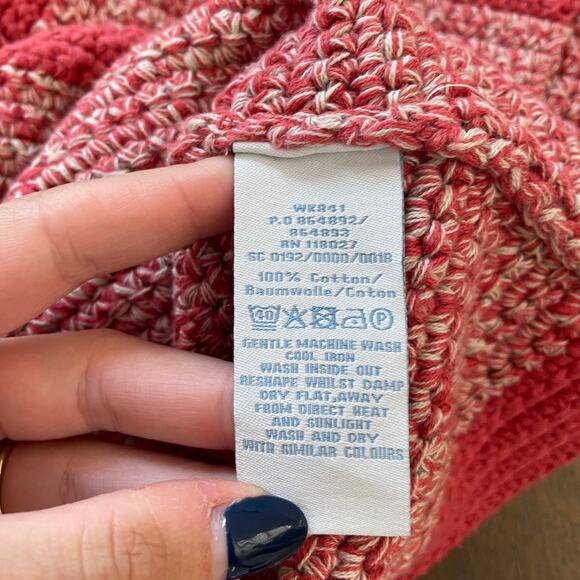 WK841
P.O 864892/
864893
RN 118027
SC 0192/0000/0018
100% Cotton/
Baumwolle/Coton
40 P
GENTLE MACHINE WASH
COOL IRON
WASH INSIDE OUT
RESHAPE WHILST DAMP
DRY FLAT,AWAY
FROM DIRECT HEAT
AND SUNLIGHT
WASH AND DRY
WITH SIMILAR COLOURS